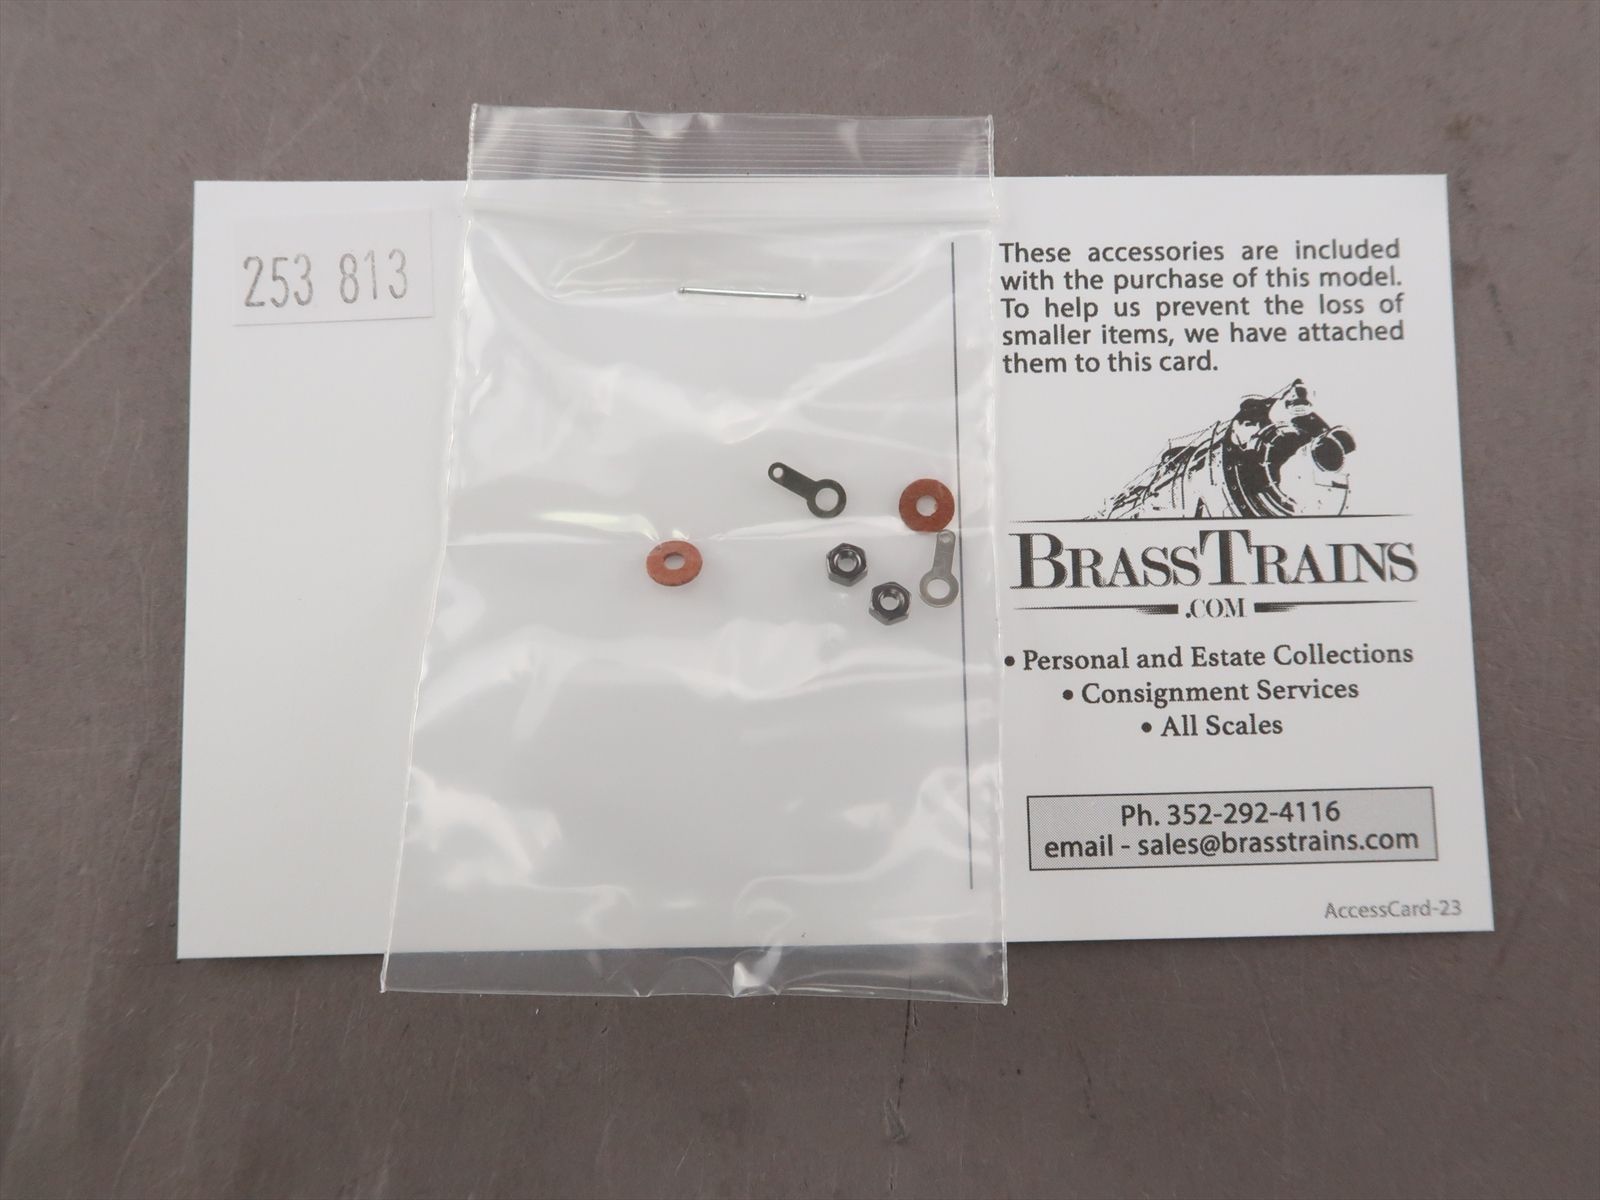 253 813
These accessories are included
with the purchase of this model.
To help us prevent the loss of
smaller items, we have attached
them to this card.
BRASSTRAINS
.COM
• Personal and Estate Collections
• Consignment Services
• All Scales
Ph. 352-292-4116
email - sales@brasstrains.com
AccessCard-23